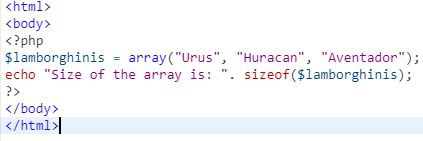 <html>
<body>
<?php
$lamborghinis = array("Urus", "Huracan", "Aventador");
echo "Size of the array is: ". sizeof($lamborghinis);
?>
</body>
</html>